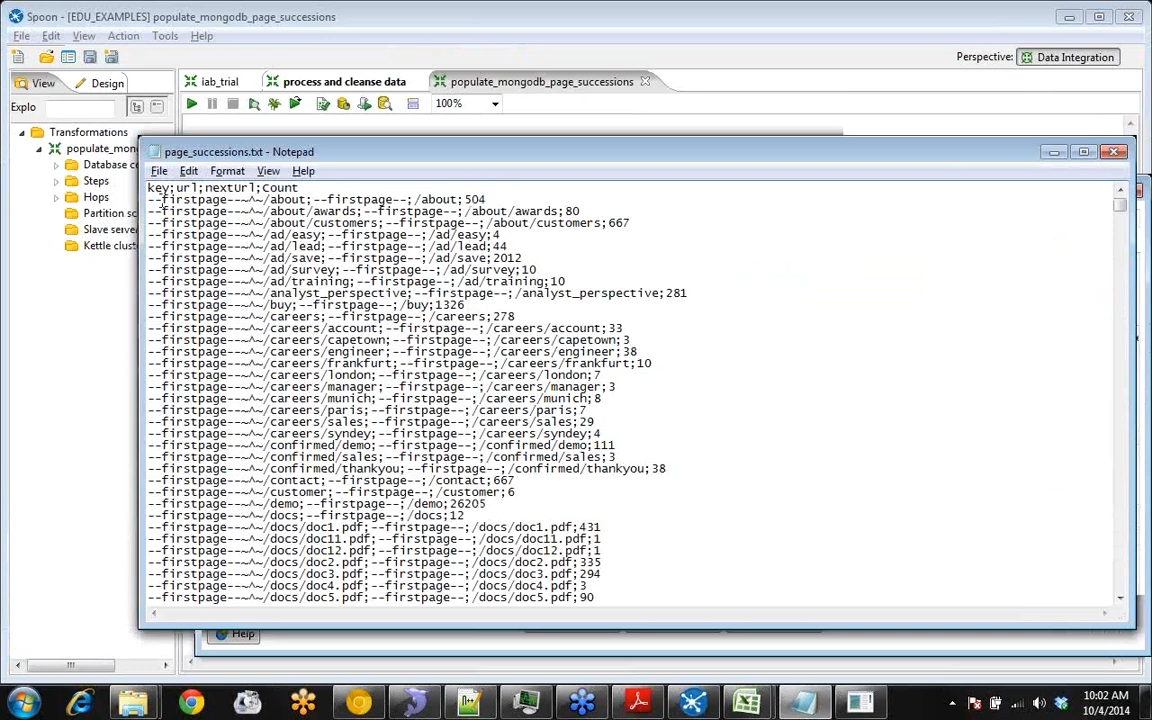 Spoon - [EDU_EXAMPLES] populate_mongodb_page_successions
File Edit View Action Tools Help
Perspective: Data Integration
View Design
lab_trial process and cleanse data populate_mongodb_page_successions
Explo
100%
Transformations
populate_mon
Database co
Steps
Hops
Partition sc
Slave serve
Kettle clust
page_successions.txt - Notepad
File Edit Format View Help
key;url;nextUrl;Count
--firstpage--~^~/about;--firstpage--;/about;504
--firstpage--~^~/about/awards;--firstpage--;/about/awards;80
--firstpage--~^~/about/customers;--firstpage--;/about/customers;667
--firstpage--~^~/ad/easy;--firstpage--;/ad/easy;4
--firstpage--~^~/ad/lead;--firstpage--;/ad/lead;44
--firstpage--~^~/ad/save;--firstpage--;/ad/save;2012
--firstpage--~^~/ad/survey;--firstpage--;/ad/survey;10
--firstpage--~^~/ad/training;--firstpage--;/ad/training;10
--firstpage--~^~/analyst_perspective;--firstpage--;/analyst_perspective;281
--firstpage--~^~/buy;--firstpage--;/buy;1326
--firstpage--~^~/careers;--firstpage--;/careers;278
--firstpage--~^~/careers/account;--firstpage--;/careers/account;33
--firstpage--~^~/careers/capetown;--firstpage--;/careers/capetown;3
--firstpage--~^~/careers/engineer;--firstpage--;/careers/engineer;38
--firstpage--~^~/careers/frankfurt;--firstpage--;/careers/frankfurt;10
--firstpage--~^~/careers/london;--firstpage--;/careers/london;7
--firstpage--~^~/careers/manager;--firstpage--;/careers/manager;3
--firstpage--~^~/careers/munich;--firstpage--;/careers/munich;8
--firstpage--~^~/careers/paris;--firstpage--;/careers/paris;7
--firstpage--~^~/careers/sales;--firstpage--;/careers/sales;29
--firstpage--~^~/careers/syndey;--firstpage--;/careers/syndey;4
--firstpage--~^~/confirmed/demo;--firstpage--;/confirmed/demo;111
--firstpage--~^~/confirmed/sales;--firstpage--;/confirmed/sales;3
--firstpage--~^~/confirmed/thankyou;--firstpage--;/confirmed/thankyou;38
--firstpage--~^~/contact;--firstpage--;/contact;667
--firstpage--~^~/customer;--firstpage--;/customer;6
--firstpage--~^~/demo;--firstpage--;/demo;26205
--firstpage--~^~/docs;--firstpage--;/docs;12
--firstpage--~^~/docs/doc1.pdf;--firstpage--;/docs/doc1.pdf;431
--firstpage--~^~/docs/doc11.pdf;--firstpage--;/docs/doc11.pdf;1
--firstpage--~^~/docs/doc12.pdf;--firstpage--;/docs/doc12.pdf;1
--firstpage--~^~/docs/doc2.pdf;--firstpage--;/docs/doc2.pdf;335
--firstpage--~^~/docs/doc3.pdf;--firstpage--;/docs/doc3.pdf;294
--firstpage--~^~/docs/doc4.pdf;--firstpage--;/docs/doc4.pdf;3
--firstpage--~^~/docs/doc5.pdf;--firstpage--;/docs/doc5.pdf;90
Help
10:02 AM
10/4/2014